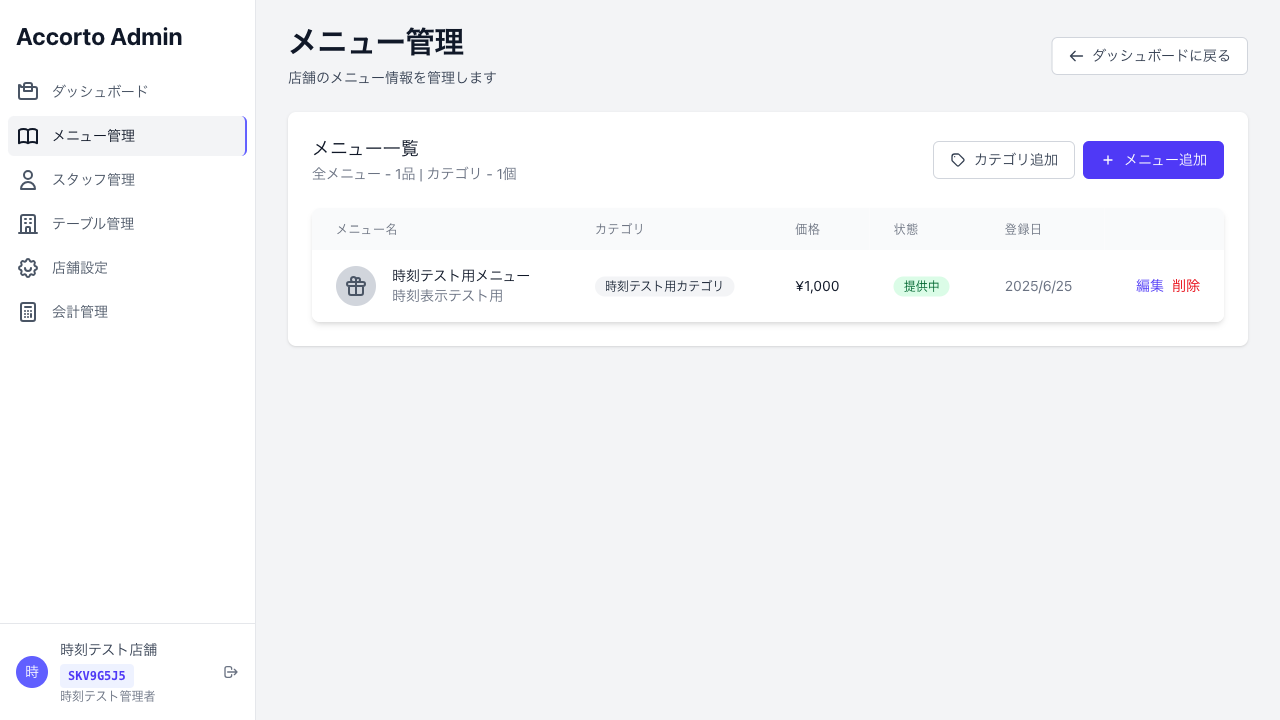 Accorto Admin
ダッシュボード
メニュー管理
スタッフ管理
テーブル管理
店舗設定
会計管理
時刻テスト店舗
時
SKV9G5J5
時刻テスト管理者
メニュー管理
店舗のメニュー情報を管理します
ダッシュボードに戻る
メニュー一覧
全メニュー - 1品 | カテゴリ - 1個
カテゴリ追加
メニュー追加
メニュー名 カテゴリ 価格 状態 登録日
時刻テスト用メニュー
時刻表示テスト用
時刻テスト用カテゴリ ¥1,000 提供中 2025/6/25 編集 削除